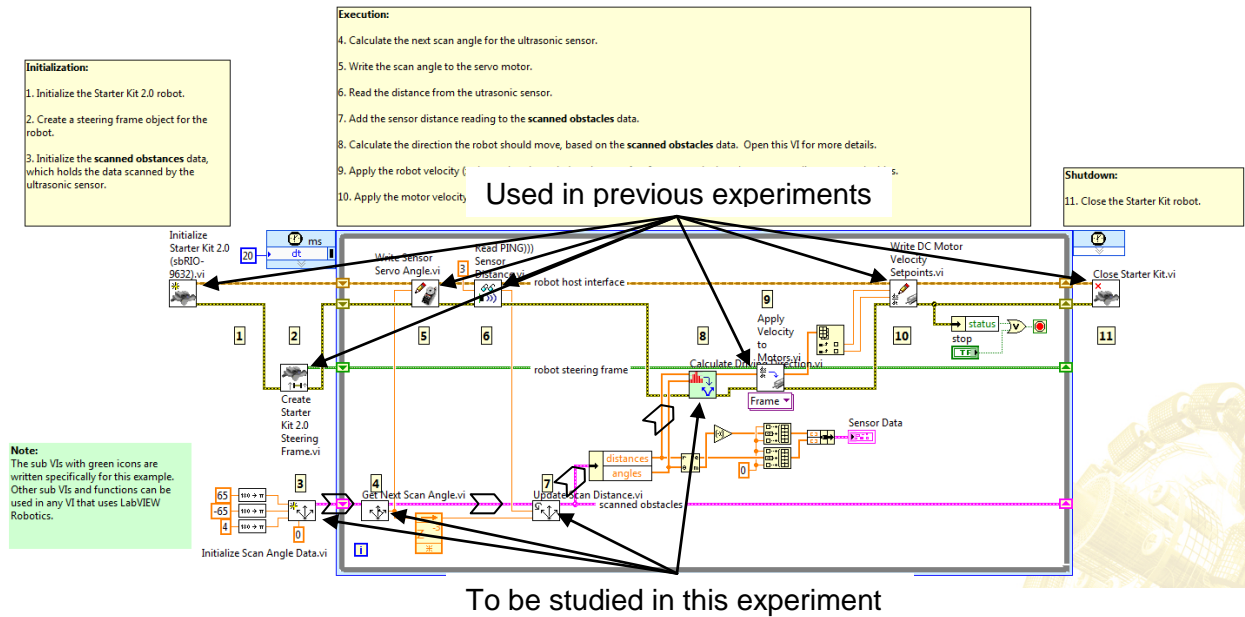 Execution:
4. Calculate the next scan angle for the ultrasonic sensor.
5. Write the scan angle to the servo motor.
6. Read the distance from the utrasonic sensor.
7. Add the sensor distance reading to the scanned obstacles data.
8. Calculate the direction the robot should move, based on the scanned obstacles data. Open this VI for more details.
9. Apply the robot velocity
10. Apply the motor velocity
Initialization:
1. Initialize the Starter Kit 2.0 robot.
2. Create a steering frame object for the
robot.
3. Initialize the scanned obstances data,
which holds the data scanned by the
ultrasonic sensor.
Used in previous experiments
Shutdown:
11. Close the Starter Kit robot.
Initialize
Starter Kit 2.0
(sbRIO-
9632).vi
20
ms
dt
Write Sensor
Servo Angle.vi
3
Read PING)))
Sensor
Distance.vi
robot host interface
Write DC Motor
Velocity
Setpoints.vi
Close Starter Kit.vi
1
2
5
6
8
9
10
11
Apply
Velocity
to
Motors.vi
status
stop
TF
Calculate Driving Direction.vi
robot steering frame
Frame
Create
Starter
Kit 2.0
Steering
Frame.vi
Sensor Data
distances
angles
0
Note:
The sub VIs with green icons are
written specifically for this example.
Other sub VIs and functions can be
used in any VI that uses LabVIEW
Robotics.
65
-65
4
3
0
Initialize Scan Angle Data.vi
4
Get Next Scan Angle.vi
7
Update Scan Distance.vi
scanned obstacles
i
To be studied in this experiment